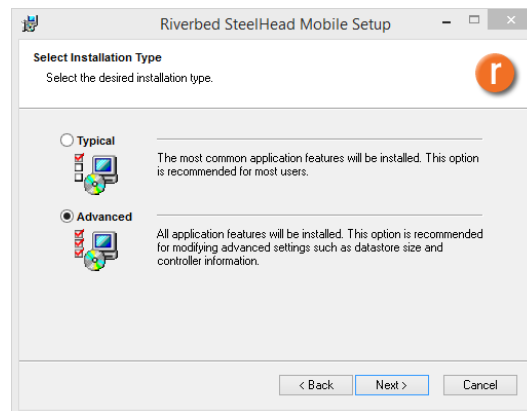 Riverbed SteelHead Mobile Setup
Select Installation Type
Select the desired installation type.
r
Typical
The most common application features will be installed. This option
is recommended for most users.
Advanced
All application features will be installed. This option is recommended
for modifying advanced settings such as datastore size and
controller information.
< Back
Next >
Cancel